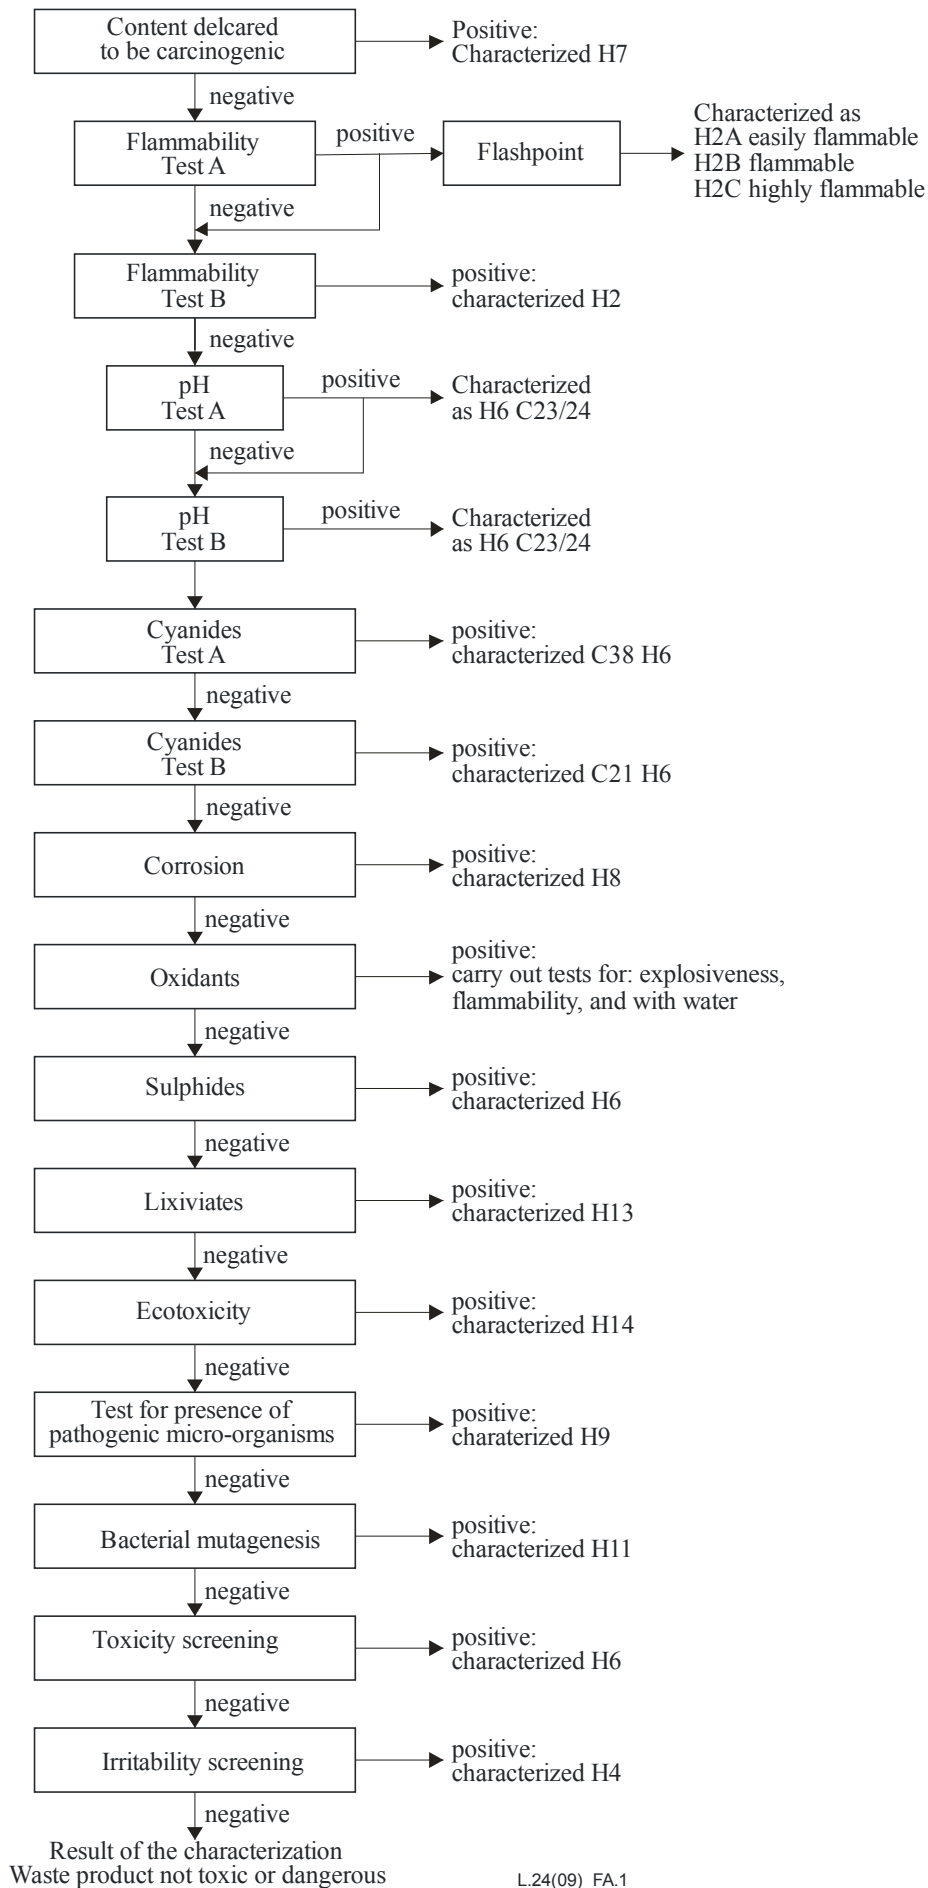 Content delcared
to be carcinogenic
Positive:
Characterized H7
negative
Flammability
Test A
positive
Flashpoint
Characterized as
H2A easily flammable
H2B flammable
H2C highly flammable
negative
Flammability
Test B
positive:
characterized H2
negative
pH
Test A
positive
Characterized
as H6 C23/24
negative
pH
Test B
positive
Characterized
as H6 C23/24
Cyanides
Test A
positive:
characterized C38 H6
negative
Cyanides
Test B
positive:
characterized C21 H6
negative
Corrosion
positive:
characterized H8
negative
Oxidants
positive:
carry out tests for: explosiveness,
flammability, and with water
negative
Sulphides
positive:
characterized H6
negative
Lixiviates
positive:
characterized H13
negative
Ecotoxicity
positive:
characterized H14
negative
Test for presence of
pathogenic micro-organisms
positive:
charaterized H9
negative
Bacterial mutagenesis
positive:
characterized H11
negative
Toxicity screening
positive:
characterized H6
negative
Irritability screening
positive:
characterized H4
negative
Result of the characterization
Waste product not toxic or dangerous
L.24(09)_FA.1